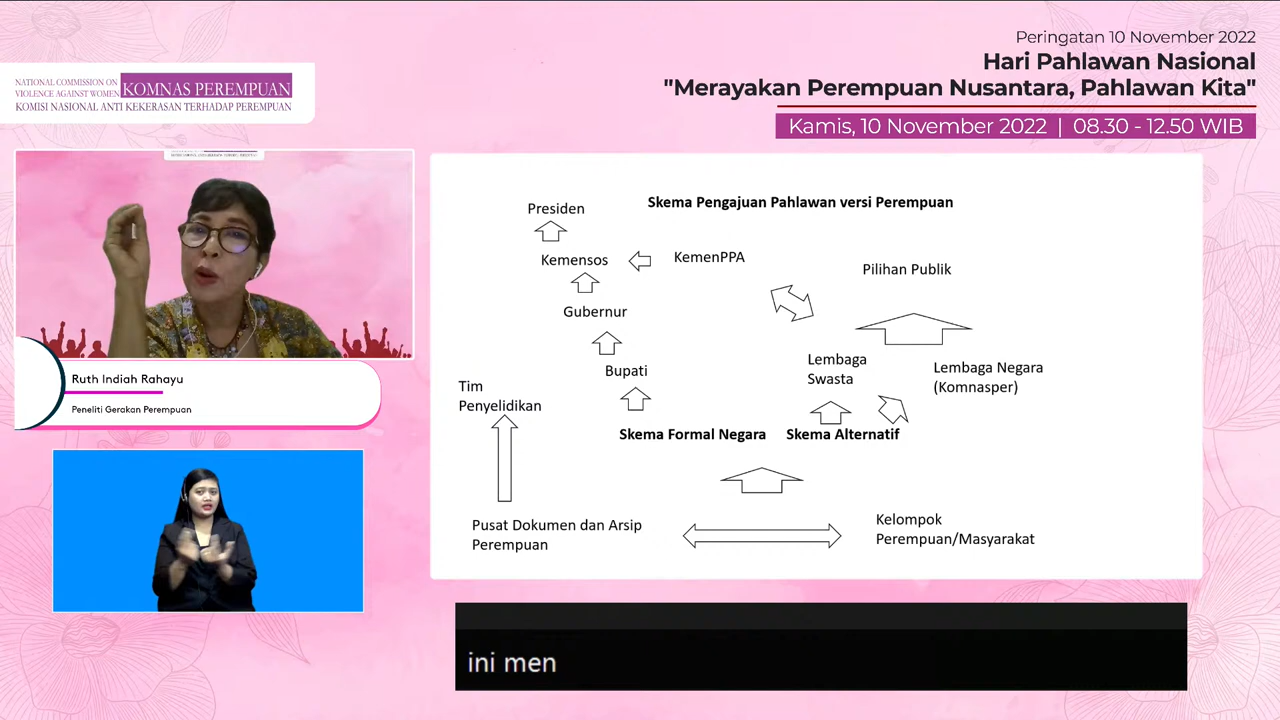 Peringatan 10 November 2022
Hari Pahlawan Nasional
"Merayakan Perempuan Nusantara, Pahlawan Kita"
Kamis, 10 November 2022 | 08.30 - 12.50 WIB
NATIONAL COMMISSION ON
VIOLENCE AGAINST WOMEN
KOMNAS PEREMPUAN
KOMISI NASIONAL ANTI KEKERASAN TERHADAP PEREMPUAN
Ruth Indiah Rahayu
Peneliti Gerakan Perempuan
Skema Pengajuan Pahlawan versi Perempuan
Presiden
Kemensos
KemenPPA
Pilihan Publik
Gubernur
Bupati
Lembaga
Swasta
Lembaga Negara
(Komnasper)
Tim
Penyelidikan
Skema Formal Negara
Skema Alternatif
Pusat Dokumen dan Arsip
Perempuan
Kelompok
Perempuan/Masyarakat
ini men